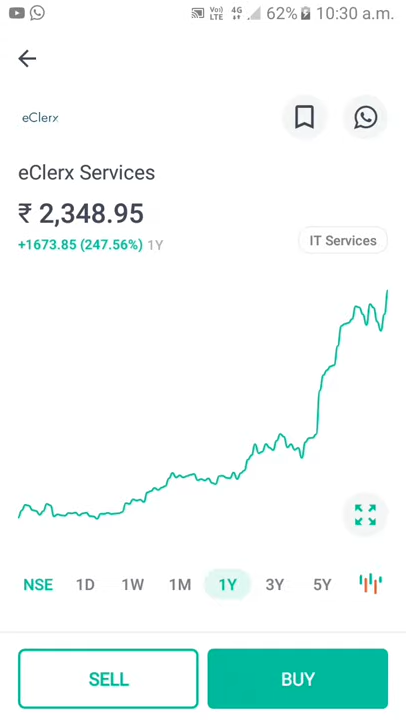 Vo)) LTE 4G 62% 10:30 a.m.
eClerx
eClerx Services
₹ 2,348.95
+1673.85 (247.56%) 1Y
IT Services
NSE 1D 1W 1M 1Y 3Y 5Y
SELL BUY